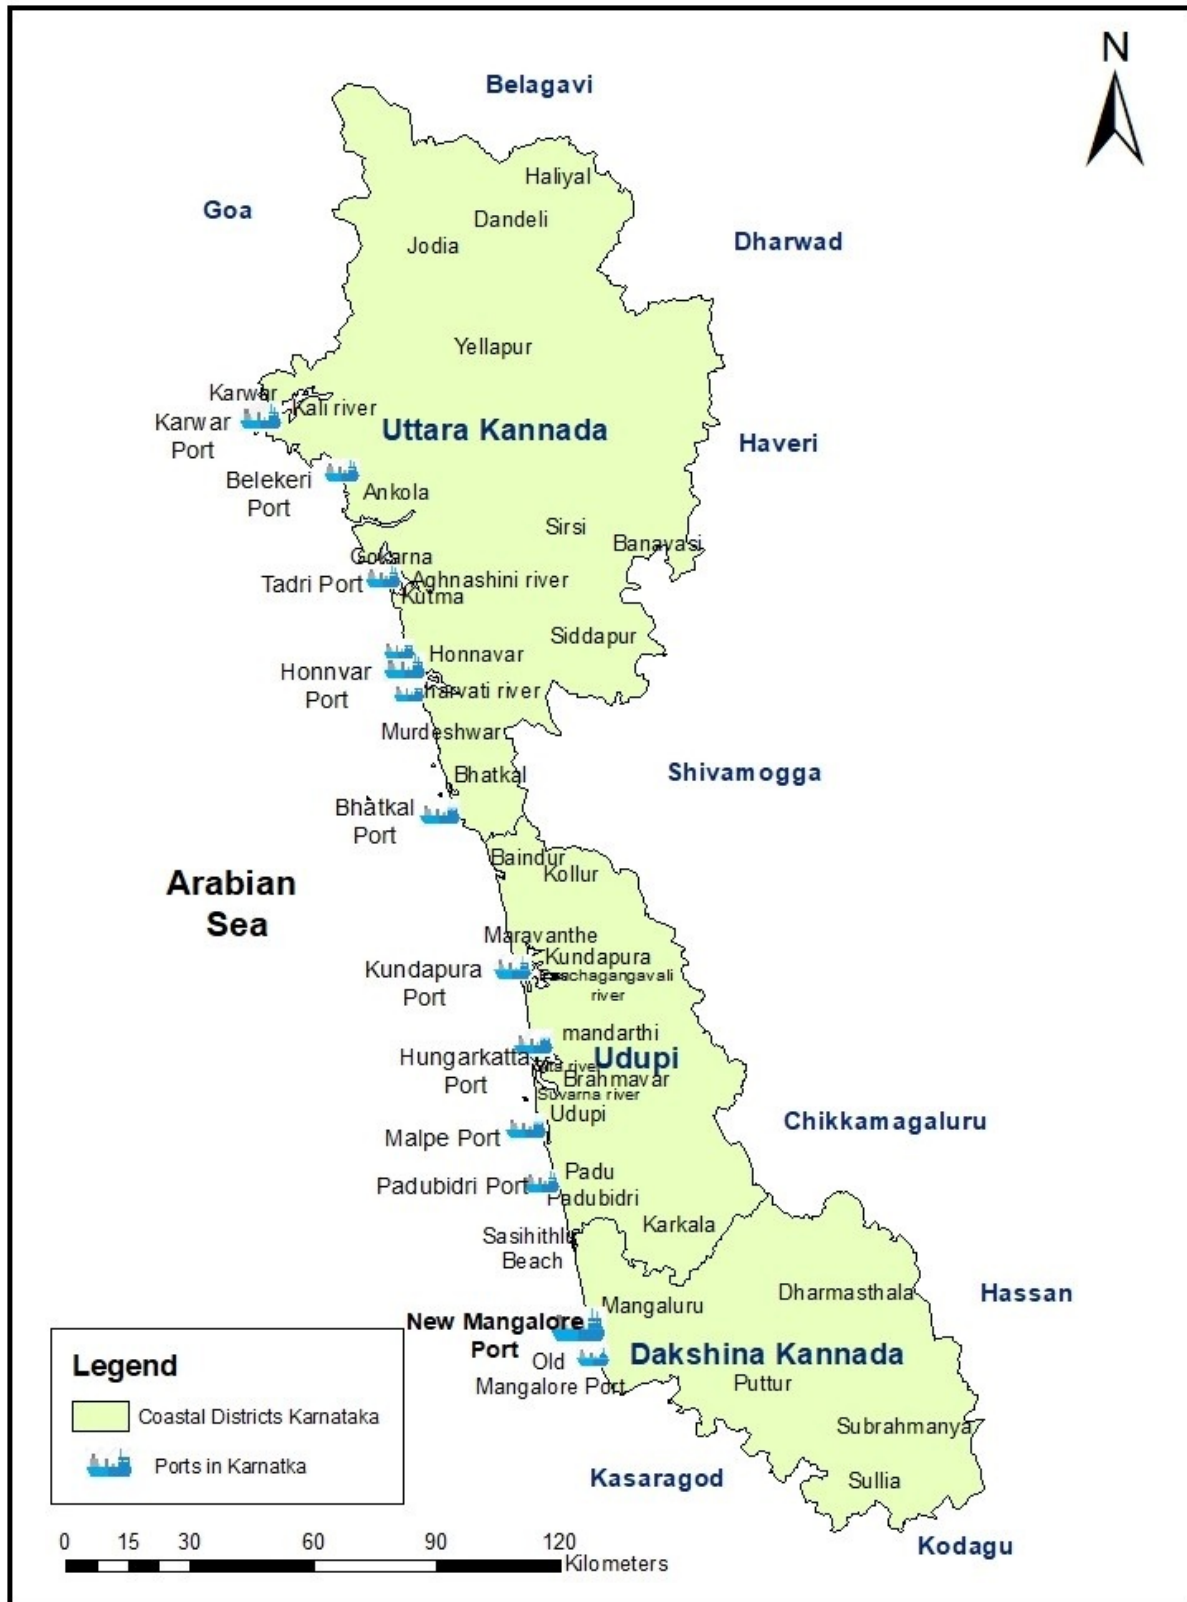 N
Belagavi
Haliyal
Goa
Dandeli
Dharwad
Jodia
Yellapur
Karwar
Kali river
Karwar
Port
Uttara Kannada
Haveri
Belekeri
Port
Ankola
Sirsi
Banavasi
Gokarna
Tadri Port
Aghnashini river
Kutma
Siddapur
Honnavar
Honnvar
Port
harvati river
Murdeshwar
Shivamogga
Bhatkal
Bhatkal
Port
Baindur
Kollur
Arabian
Sea
Maravanthe
Kundapura
Kundapura
Port
river
mandarthi
Hungarkatta
Port
Udupi
river
Brahmavar
Suvarna river
Udupi
Chikkamagaluru
Malpe Port
Padu
Padubidri Port
Padubidri
Karkala
Sasihithlu
Beach
Dharmasthala
Hassan
Mangaluru
New Mangalore
Port
Dakshina Kannada
Old
Mangalore Port
Puttur
Subrahmanya
Kasaragod
Sullia
Kodagu
Legend
Coastal Districts Karnataka
Ports in Karnatka
0 15 30 60 90 120
Kilometers